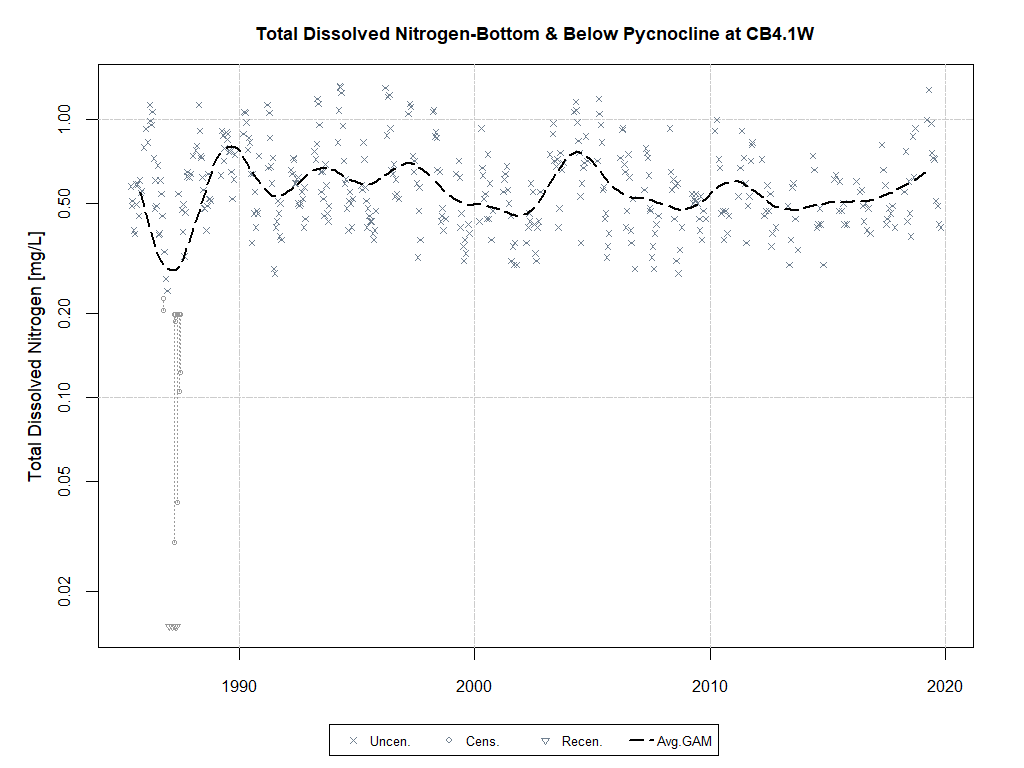 Total Dissolved Nitrogen-Bottom & Below Pycnocline at CB4.1W
Total Dissolved Nitrogen [mg/L]
1.00
0.50
0.20
0.10
0.05
0.02
1990 2000 2010 2020
Uncen. Cens. Recen. Avg.GAM